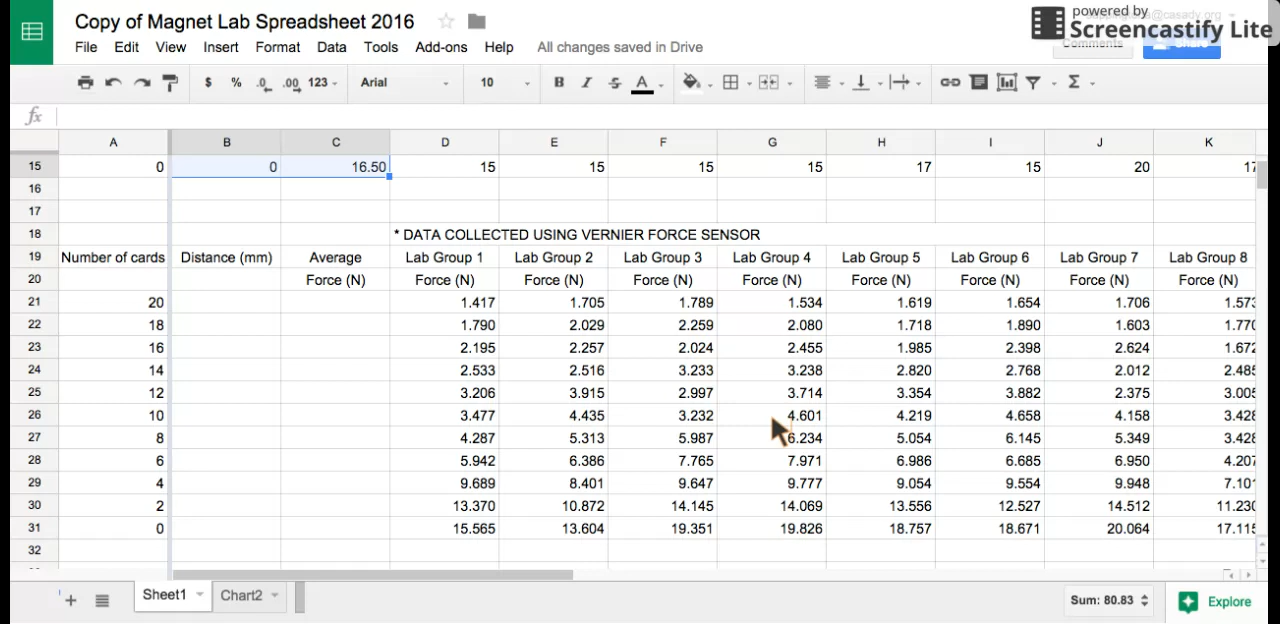 Copy of Magnet Lab Spreadsheet 2016
powered by
Screencastify Lite
File Edit View Insert Format Data Tools Add-ons Help All changes saved in Drive
Comments
$ % .0 .00 123 Arial 10 B I S A Σ
fx
A B C D E F G H I J K
15 0 0 16.50 15 15 15 15 17 15 20 17
16
17
18 * DATA COLLECTED USING VERNIER FORCE SENSOR
19 Number of cards Distance (mm) Average Lab Group 1 Lab Group 2 Lab Group 3 Lab Group 4 Lab Group 5 Lab Group 6 Lab Group 7 Lab Group 8
20 Force (N) Force (N) Force (N) Force (N) Force (N) Force (N) Force (N) Force (N) Force (N)
21 20 1.417 1.705 1.789 1.534 1.619 1.654 1.706 1.573
22 18 1.790 2.029 2.259 2.080 1.718 1.890 1.603 1.770
23 16 2.195 2.257 2.024 2.455 1.985 2.398 2.624 1.672
24 14 2.533 2.516 3.233 3.238 2.820 2.768 2.012 2.485
25 12 3.206 3.915 2.997 3.714 3.354 3.882 2.375 3.005
26 10 3.477 4.435 3.232 4.601 4.219 4.658 4.158 3.428
27 8 4.287 5.313 5.987 6.234 5.054 6.145 5.349 3.428
28 6 5.942 6.386 7.765 7.971 6.986 6.685 6.950 4.207
29 4 9.689 8.401 9.647 9.777 9.054 9.554 9.948 7.101
30 2 13.370 10.872 14.145 14.069 13.556 12.527 14.512 11.230
31 0 15.565 13.604 19.351 19.826 18.757 18.671 20.064 17.115
32
+ Sheet1 Chart2 Sum: 80.83 Explore